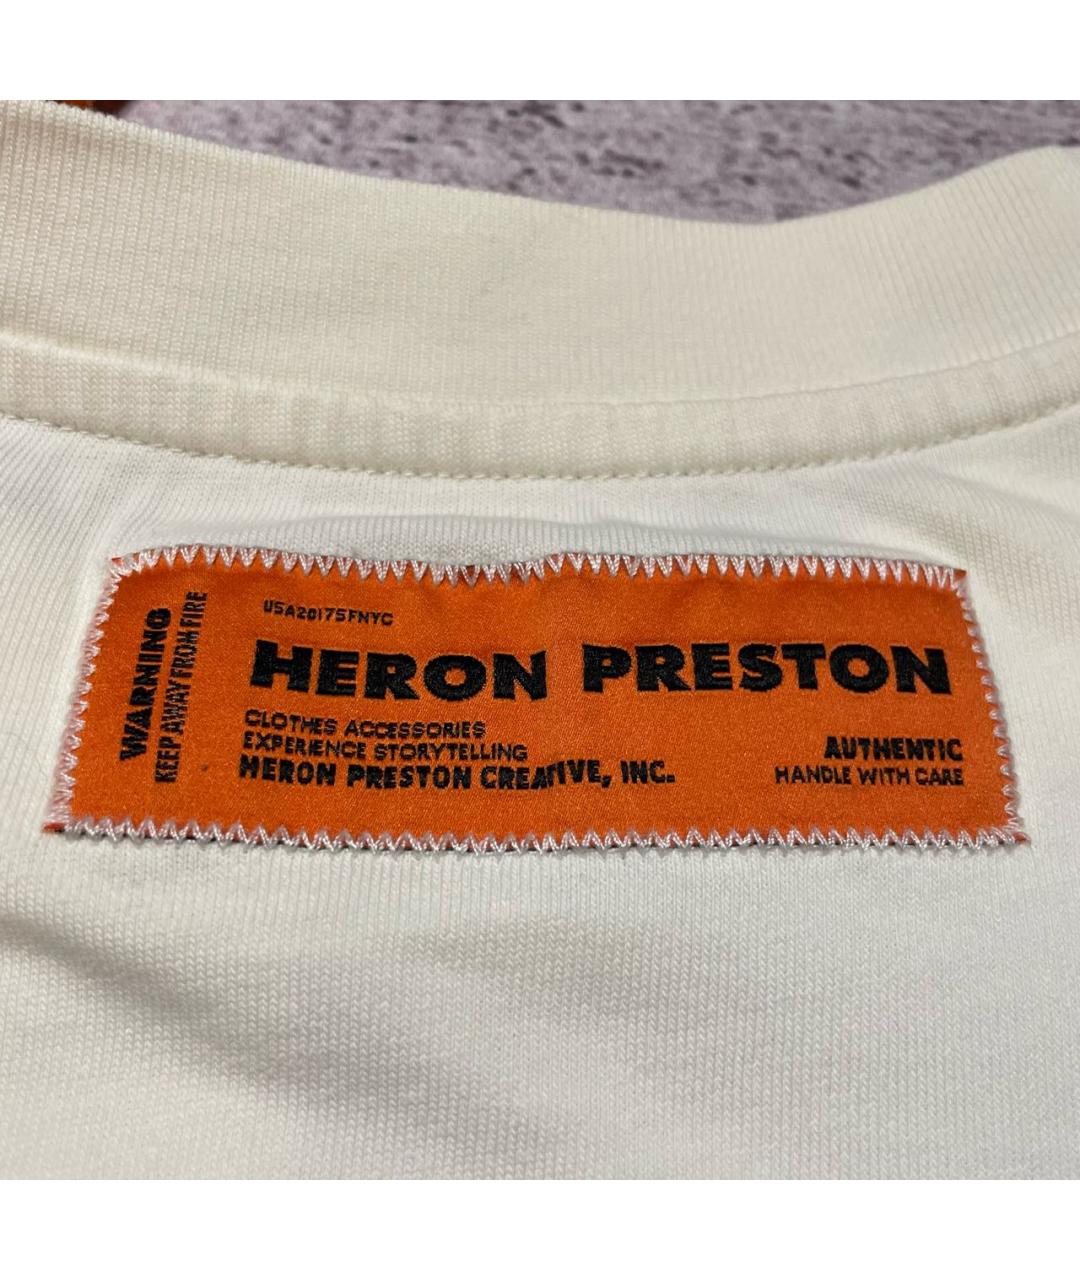 WARNING
KEEP AWAY FROM FIRE
USA2017SFNYC
HERON PRESTON
CLOTHES ACCESSORIES
EXPERIENCE STORYTELLING
HERON PRESTON CREATIVE, INC.
AUTHENTIC
HANDLE WITH CARE